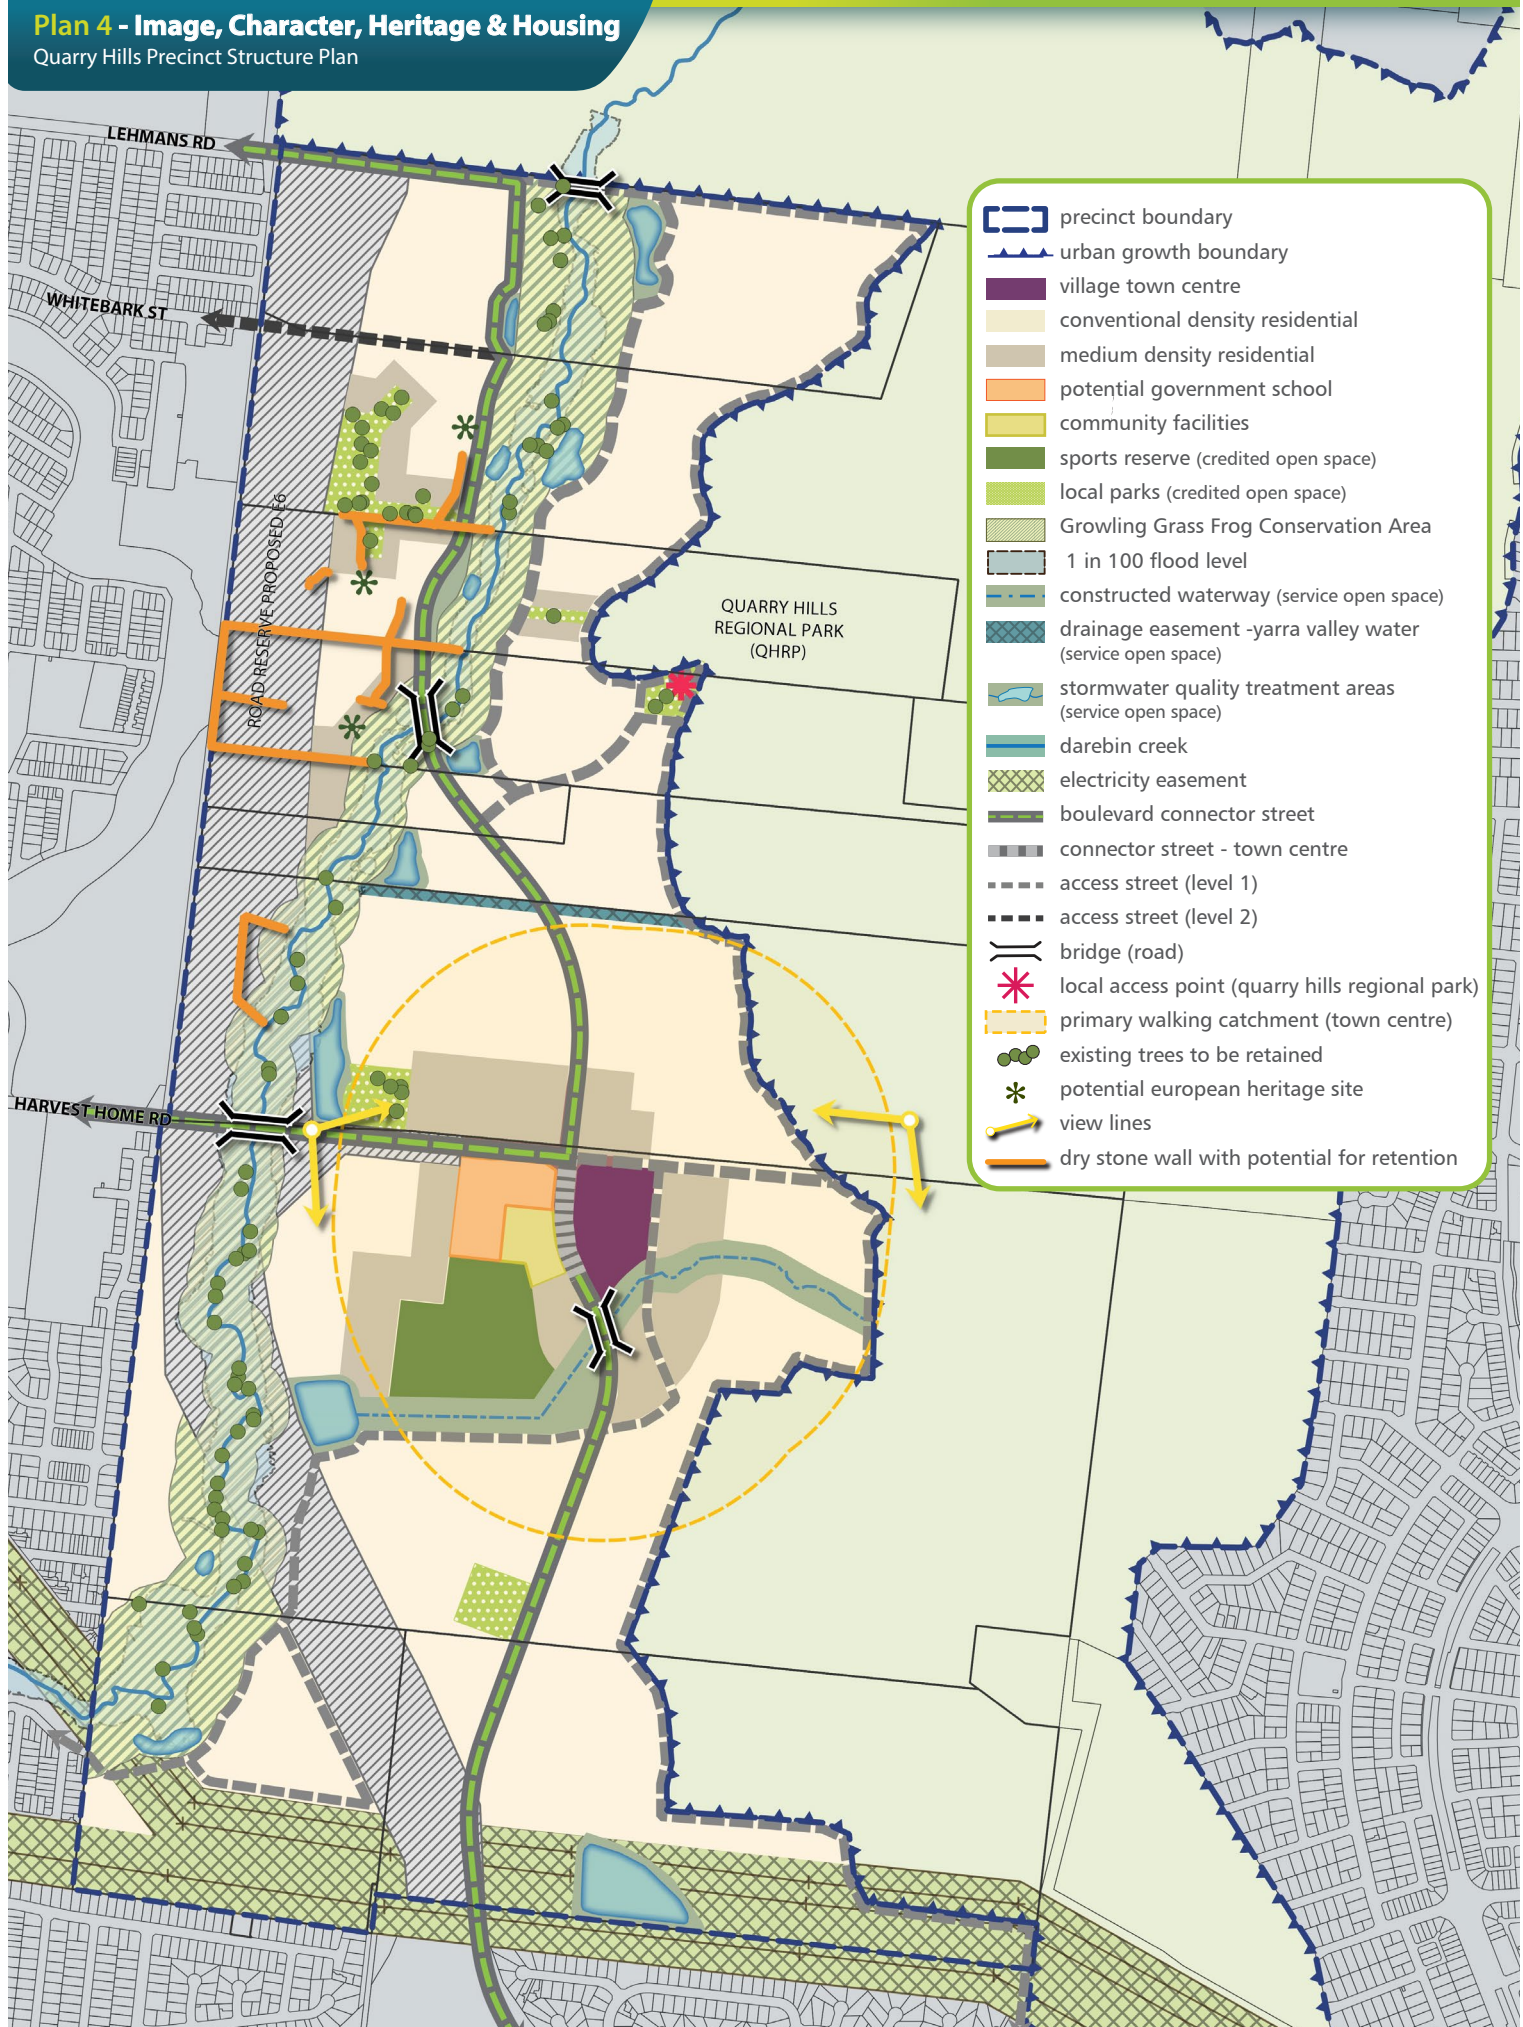 Plan 4 - Image, Character, Heritage & Housing
Quarry Hills Precinct Structure Plan
LEHMANS RD
WHITEBARK ST
ROAD RESERVE PROPOSED E6
QUARRY HILLS
REGIONAL PARK
(QHRP)
HARVEST HOME RD
precinct boundary
urban growth boundary
village town centre
conventional density residential
medium density residential
potential government school
community facilities
sports reserve (credited open space)
local parks (credited open space)
Growling Grass Frog Conservation Area
1 in 100 flood level
constructed waterway (service open space)
drainage easement -yarra valley water
(service open space)
stormwater quality treatment areas
(service open space)
darebin creek
electricity easement
boulevard connector street
connector street - town centre
access street (level 1)
access street (level 2)
bridge (road)
local access point (quarry hills regional park)
primary walking catchment (town centre)
existing trees to be retained
potential european heritage site
view lines
dry stone wall with potential for retention